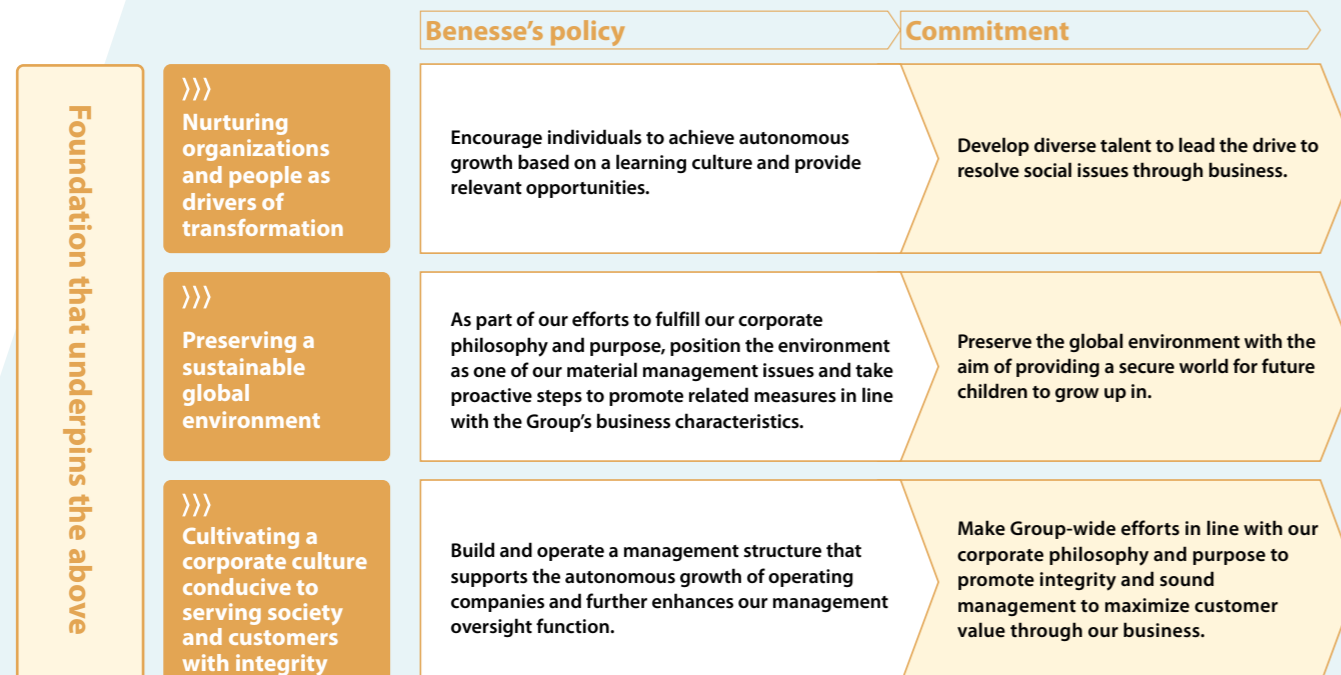 Benesse’s policy
Commitment
Foundation that underpins the above
Nurturing
organizations
and people as
drivers of
transformation
Encourage individuals to achieve autonomous
growth based on a learning culture and provide
relevant opportunities.
Develop diverse talent to lead the drive to
resolve social issues through business.
Preserving a
sustainable
global
environment
As part of our efforts to fulfill our corporate
philosophy and purpose, position the environment
as one of our material management issues and take
proactive steps to promote related measures in line
with the Group’s business characteristics.
Preserve the global environment with the
aim of providing a secure world for future
children to grow up in.
Cultivating a
corporate culture
conducive to
serving society
and customers
with integrity
Build and operate a management structure that
supports the autonomous growth of operating
companies and further enhances our management
oversight function.
Make Group-wide efforts in line with our
corporate philosophy and purpose to
promote integrity and sound
management to maximize customer
value through our business.